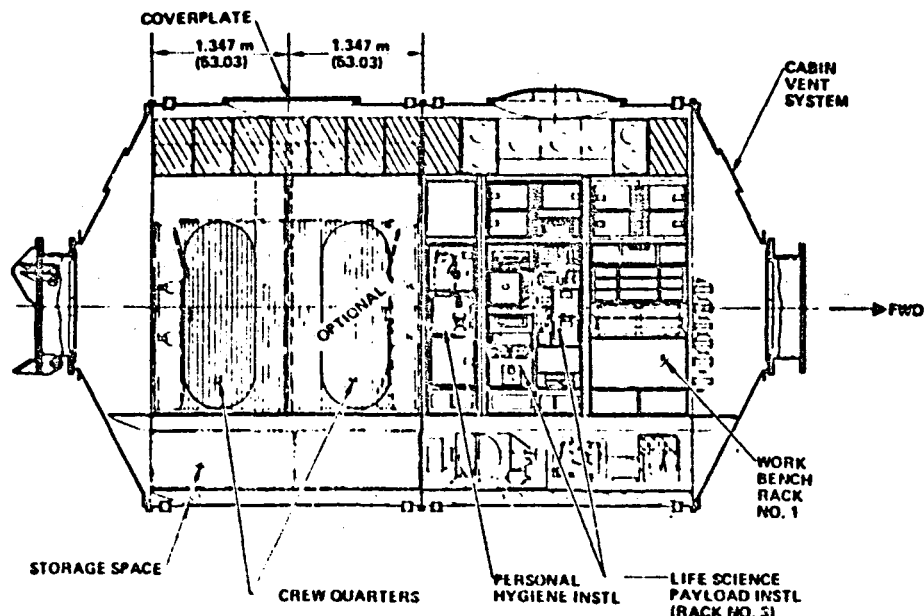 COVERPLATE
1.347 m
(53.03)
1.347 m
(53.03)
CABIN
VENT
SYSTEM
OPTIONAL
FWD
WORK
BENCH
RACK
NO. 1
STORAGE SPACE
CREW QUARTERS
PERSONAL
HYGIENE INSTL
LIFE SCIENCE
PAYLOAD INSTL
(RACK NO. 3)